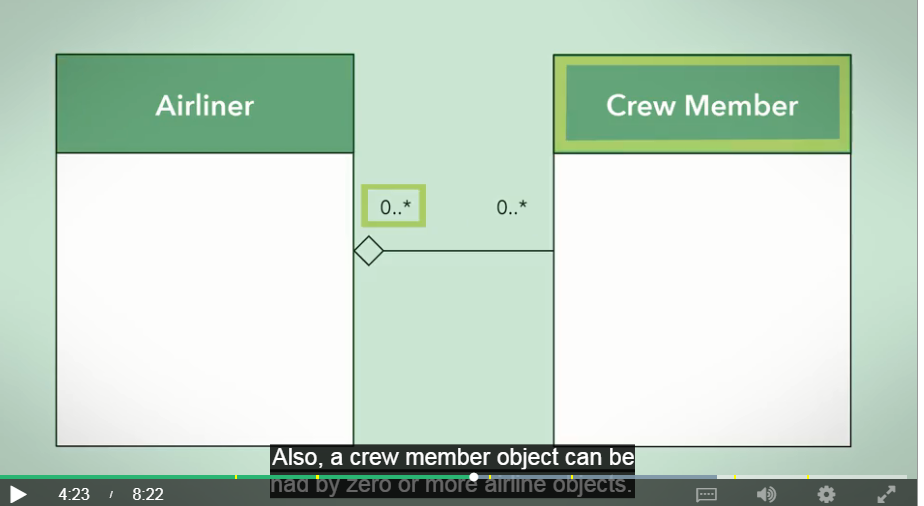 Airliner
Crew Member
0..* 0..*
Also, a crew member object can be
had by zero or more airline objects.
4:23 / 8:22